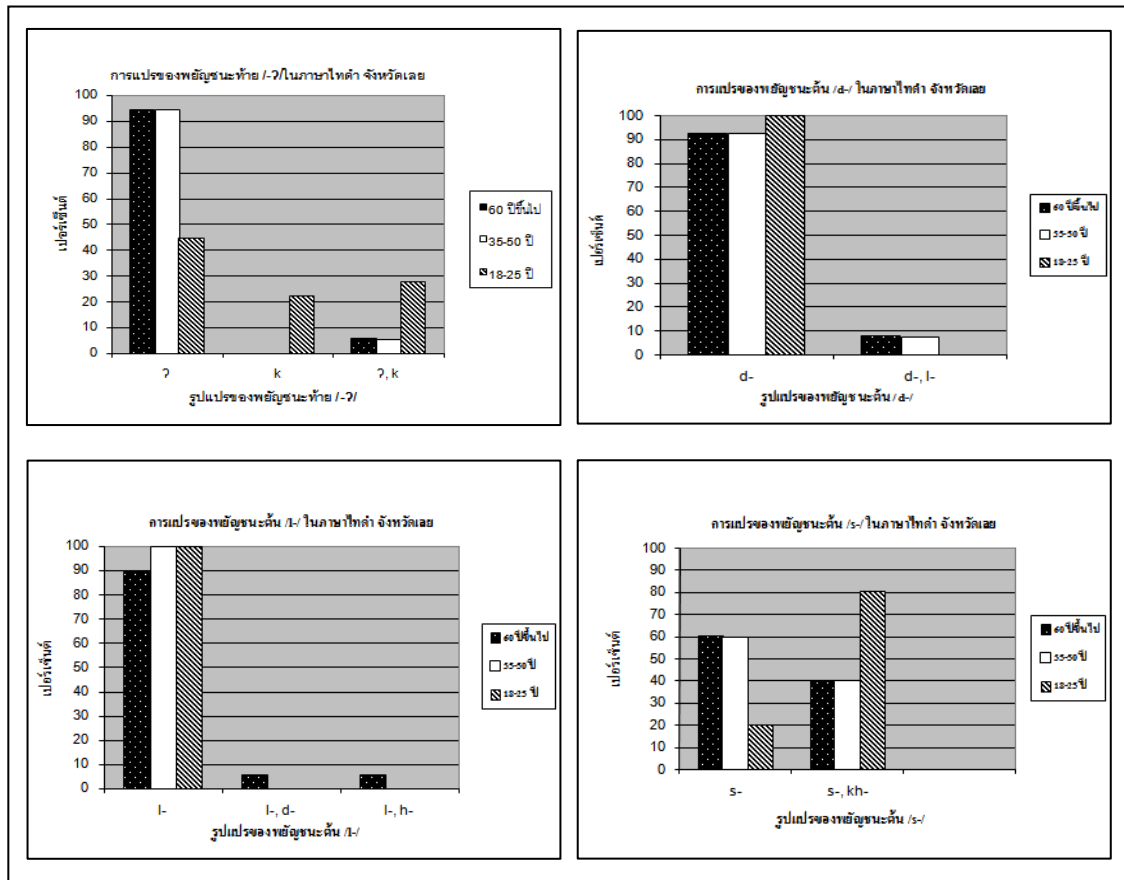 การแปรของพยัญชนะท้าย /-ʔ/ในภาษาไทดำ จังหวัดเลย
100
90
80
70
60
50
40
30
20
10
0
เปอร์เซ็นต์
ʔ k ʔ, k
รูปแปรของพยัญชนะท้าย /-ʔ/
60 ปีขึ้นไป
35-50 ปี
18-25 ปี
การแปรของพยัญชนะต้น /d-/ ในภาษาไทดำ จังหวัดเลย
100
90
80
70
60
50
40
30
20
10
0
เปอร์เซ็นต์
d- d-, l-
รูปแปรของพยัญชนะต้น /d-/
60 ปีขึ้นไป
35-50 ปี
18-25 ปี
การแปรของพยัญชนะต้น /l-/ ในภาษาไทดำ จังหวัดเลย
100
90
80
70
60
50
40
30
20
10
0
เปอร์เซ็นต์
l- l-, d- l-, h-
รูปแปรของพยัญชนะต้น /l-/
60 ปีขึ้นไป
35-50 ปี
18-25 ปี
การแปรของพยัญชนะต้น /s-/ ในภาษาไทดำ จังหวัดเลย
100
90
80
70
60
50
40
30
20
10
0
เปอร์เซ็นต์
s- s-, kh-
รูปแปรของพยัญชนะต้น /s-/
60 ปีขึ้นไป
35-50 ปี
18-25 ปี